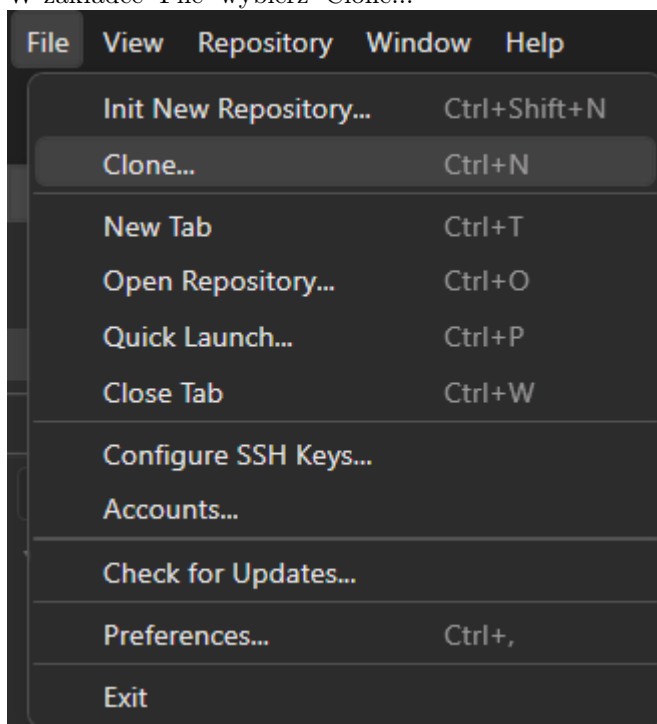 W zakładce File wybierz Clone...
File View Repository Window Help
Init New Repository... Ctrl+Shift+N
Clone... Ctrl+N
New Tab Ctrl+T
Open Repository... Ctrl+O
Quick Launch... Ctrl+P
Close Tab Ctrl+W
Configure SSH Keys...
Accounts...
Check for Updates...
Preferences... Ctrl+,
Exit